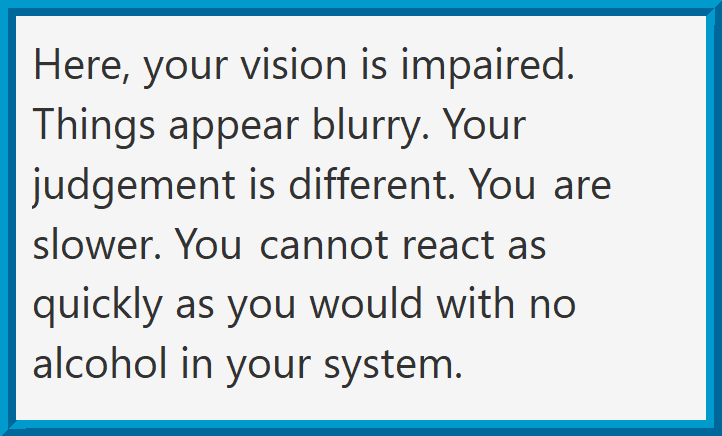 Here, your vision is impaired.
Things appear blurry. Your
judgement is different. You are
slower. You cannot react as
quickly as you would with no
alcohol in your system.